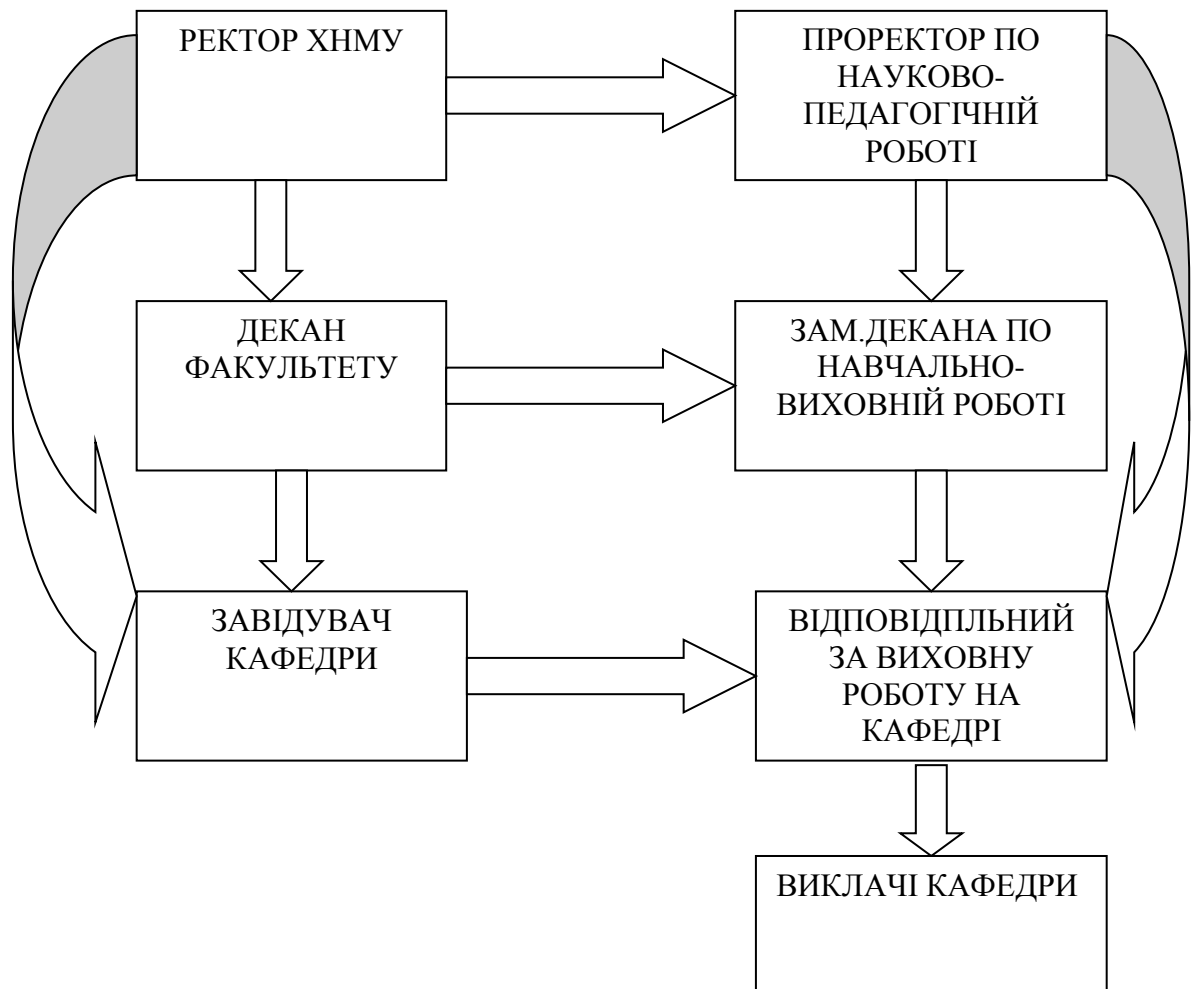 РЕКТОР ХНМУ
ПРОРЕКТОР ПО
НАУКОВО-
ПЕДАГОГІЧНІЙ
РОБОТІ
ДЕКАН
ФАКУЛЬТЕТУ
ЗАМ.ДЕКАНА ПО
НАВЧАЛЬНО-
ВИХОВНІЙ РОБОТІ
ЗАВІДУВАЧ
КАФЕДРИ
ВІДПОВІДПЛЬНИЙ
ЗА ВИХОВНУ
РОБОТУ НА
КАФЕДРІ
ВИКЛАЧІ КАФЕДРИ